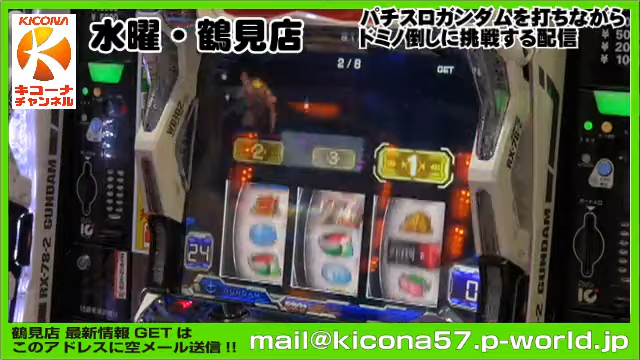 KICONA
キコーナ
チャンネル
水曜・鶴見店
パチスロガンダムを打ちながら
ドミノ倒しに挑戦する配信
2/8
GET
2
3
1
RX-78-2
RX-78-2 GUNDAM
24
GUNDAM
0
鶴見店 最新情報 GET は
このアドレスに空メール送信!!
mail@kicona57.p-world.jp